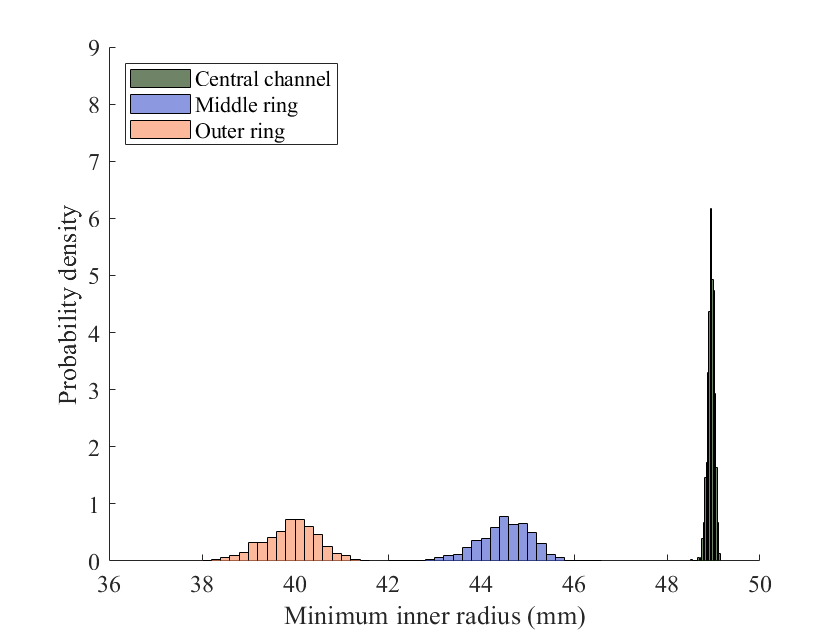 9
8
7
6
5
4
3
2
1
0
Probability density
Central channel
Middle ring
Outer ring
36 38 40 42 44 46 48 50
Minimum inner radius (mm)